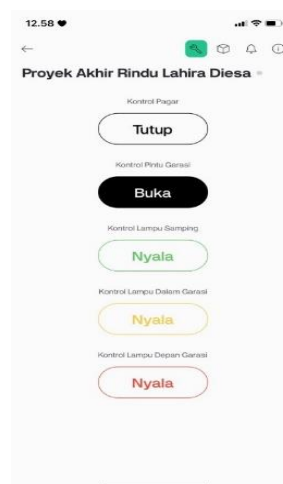 12.58
Proyek Akhir Rindu Lahira Diesa
Kontrol Pagar
Tutup
Kontrol Pintu Garasi
Buka
Kontrol Lampu Samping
Nyala
Kontrol Lampu Dalam Garasi
Nyala
Kontrol Lampu Depan Garasi
Nyala